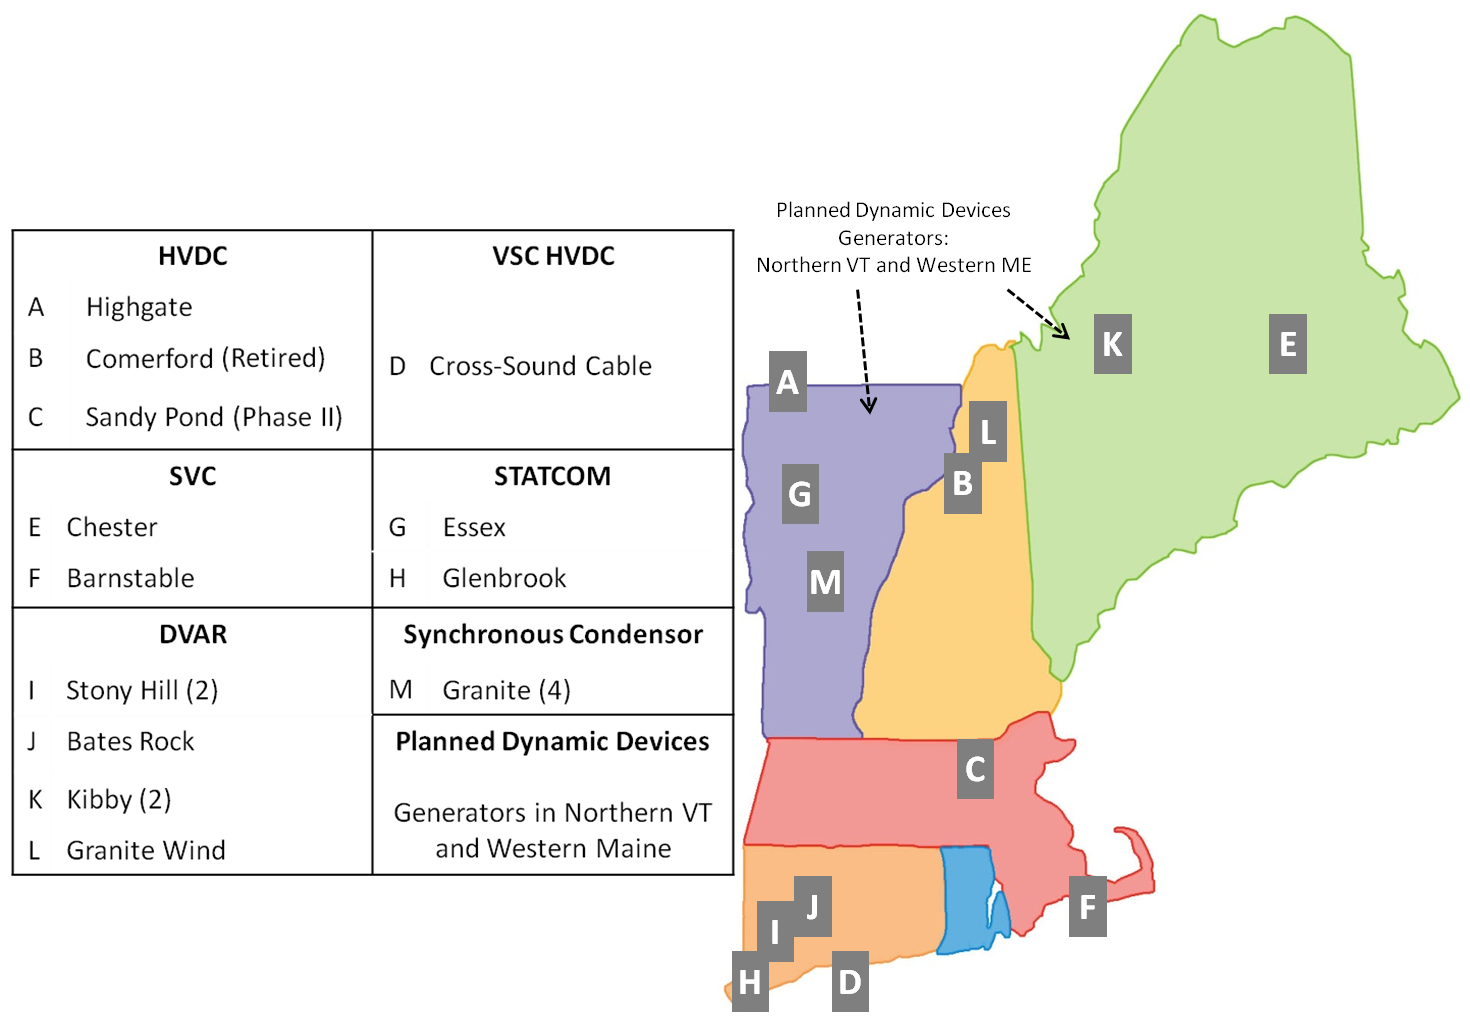 HVDC
A Highgate
B Comerford (Retired)
C Sandy Pond (Phase II)
VSC HVDC
D Cross-Sound Cable
SVC
E Chester
F Barnstable
STATCOM
G Essex
H Glenbrook
DVAR
I Stony Hill (2)
J Bates Rock
K Kibby (2)
L Granite Wind
Synchronous Condensor
M Granite (4)
Planned Dynamic Devices
Generators in Northern VT
and Western Maine
Planned Dynamic Devices
Generators:
Northern VT and Western ME
K
E
A
L
B
G
M
C
J
F
I
H
D